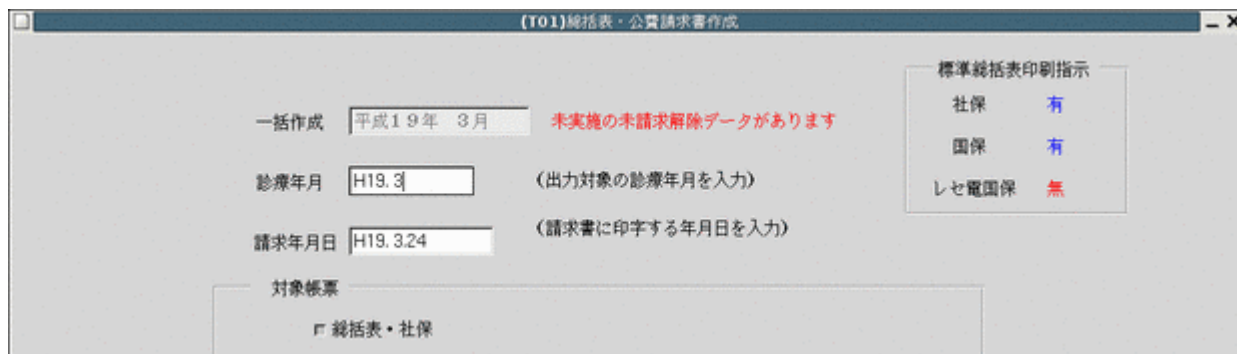 (T01)総括表・公費請求書作成
標準総括表印刷指示
社保 有
一括作成 平成19年 3月 未実施の未請求解除データがあります
国保 有
診療年月 H19.3 (出力対象の診療年月を入力)
レセ電国保 無
請求年月日 H19.3.24 (請求書に印字する年月日を入力)
対象帳票
総括表・社保